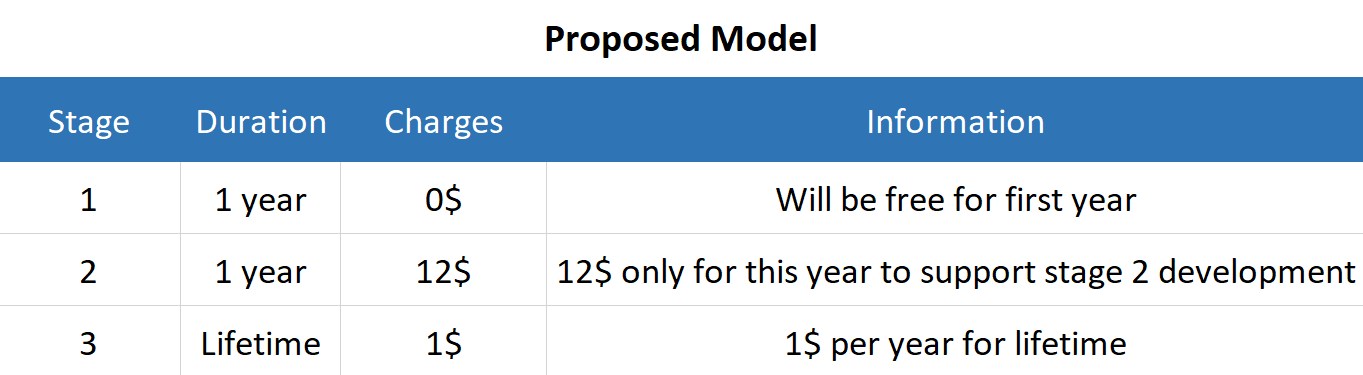 Proposed Model
Stage Duration Charges Information
1 1 year 0$ Will be free for first year
2 1 year 12$ 12$ only for this year to support stage 2 development
3 Lifetime 1$ 1$ per year for lifetime